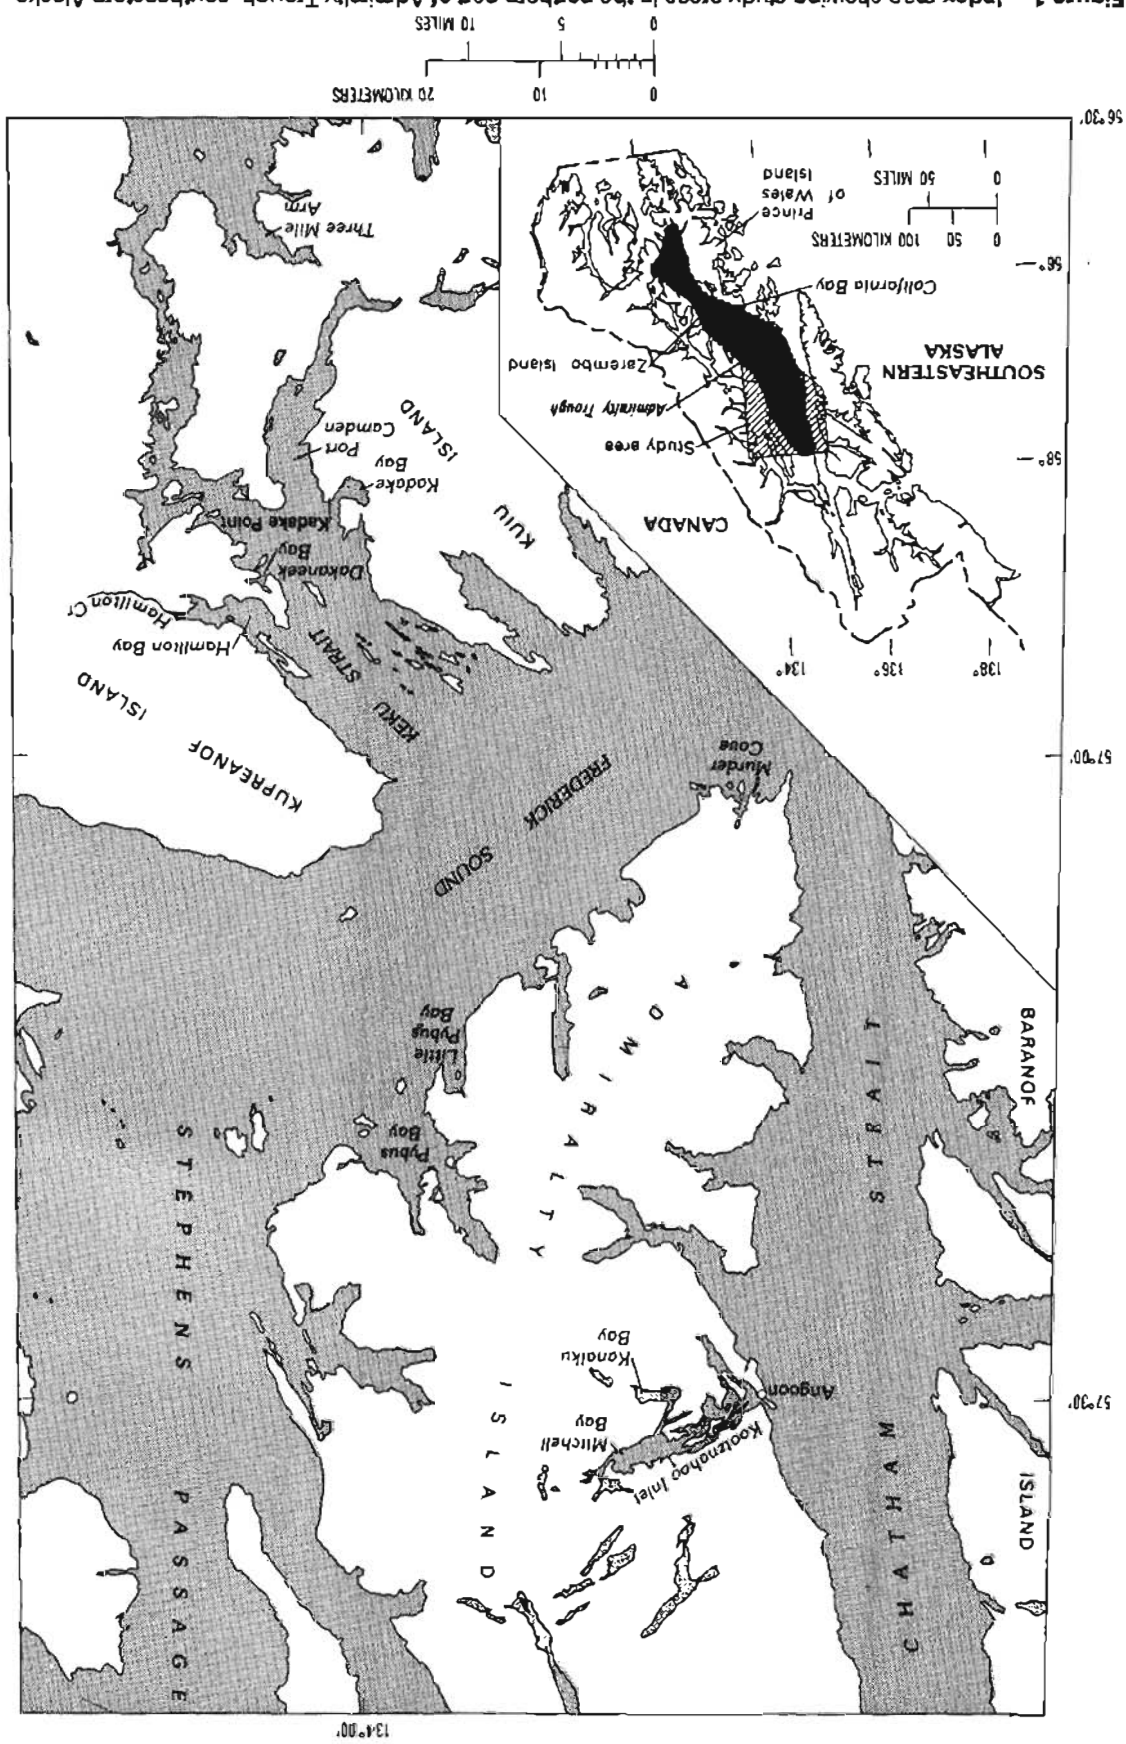 134°00'
CHATHAM STRAIT
STEPHENS PASSAGE
ISLAND
BARANOF
57°30'
Angoon
Kootznahoo Inlet
Mitchell
Bay
Kanalku
Bay
ADMIRALTY
ISLAND
Pybus
Bay
Little
Pybus
Bay
Murder
Cove
57°00'
FREDERICK
SOUND
KUPREANOF
ISLAND
KEKU
STRAIT
Hamilton Bay
Hamilton Cr
Dakaneek
Bay
Kadake Point
Kadake
Bay
Port
Camden
KUIU
ISLAND
Three Mile
Arm
56°30'
138°
136°
134°
CANADA
58°
Study area
Admiralty Trough
Zarembo Island
SOUTHEASTERN
ALASKA
California Bay
56°
Prince
of Wales
Island
0 50 100 KILOMETERS
0 50 MILES
0 10 20 KILOMETERS
0 5 10 MILES
Figure 1.—Index map showing study areas in the northern part of Admiralty Trough, southeastern Alaska